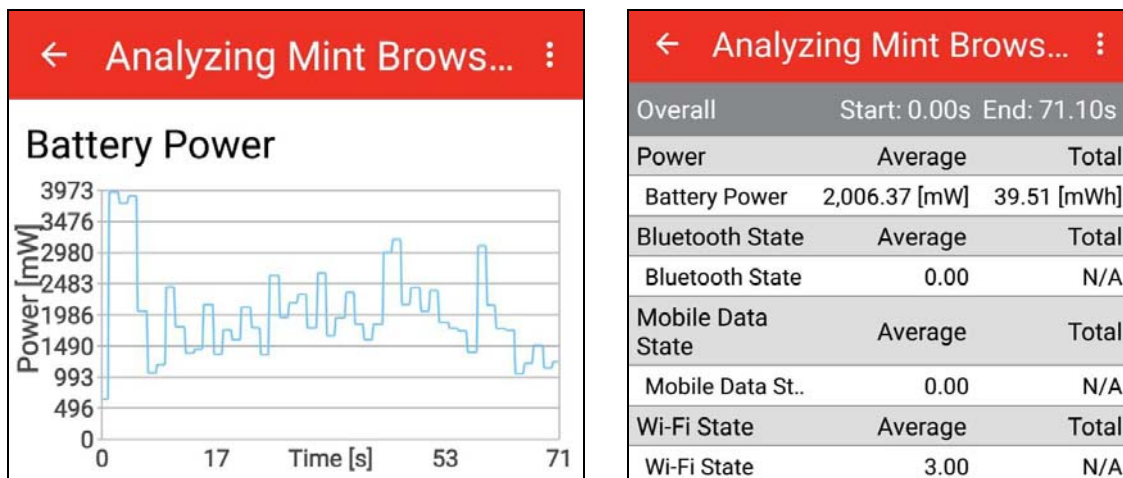 ← Analyzing Mint Brows... ⋮
Battery Power
Power [mW]
3973
3476
2980
2483
1986
1490
993
496
0
0 17 Time [s] 53 71
← Analyzing Mint Brows... ⋮
Overall Start: 0.00s End: 71.10s
Power Average Total
Battery Power 2,006.37 [mW] 39.51 [mWh]
Bluetooth State Average Total
Bluetooth State 0.00 N/A
Mobile Data
State Average Total
Mobile Data St.. 0.00 N/A
Wi-Fi State Average Total
Wi-Fi State 3.00 N/A